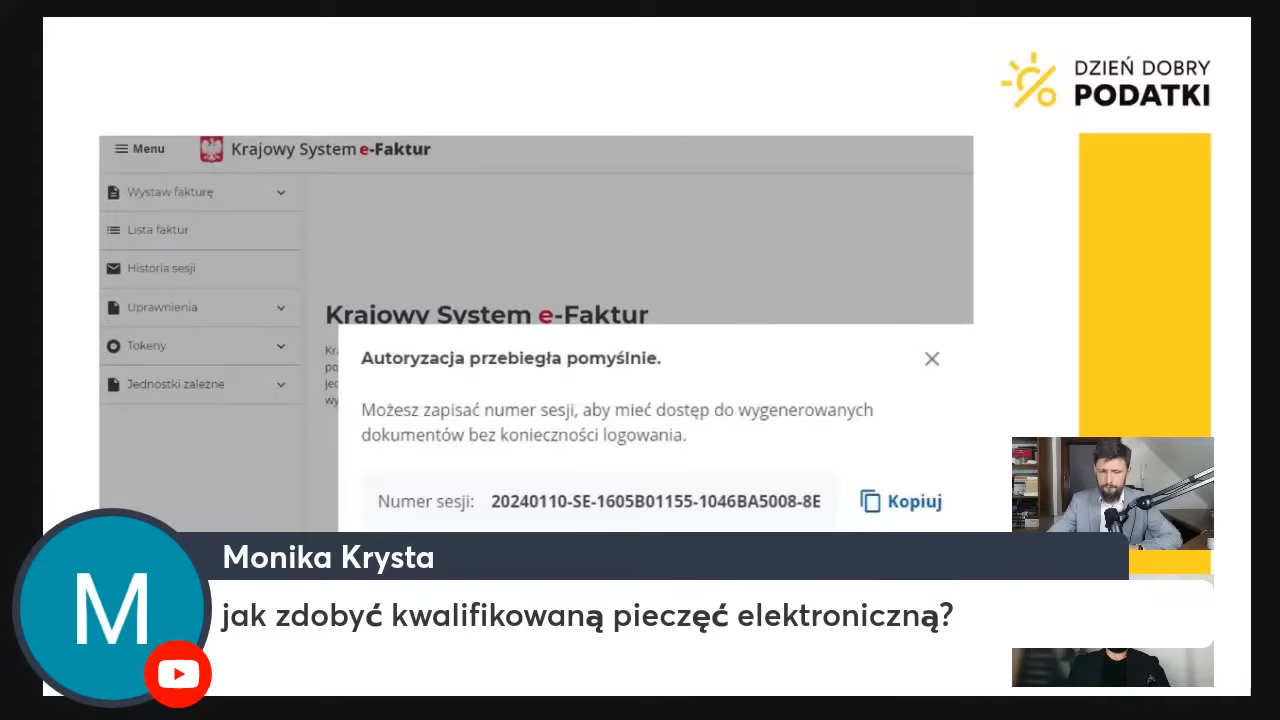 DZIEŃ DOBRY
PODATKI
Menu
Krajowy System e-Faktur
Wystaw fakturę
Lista faktur
Historia sesji
Uprawnienia
Tokeny
Jednostki zależne
Krajowy System e-Faktur
Autoryzacja przebiegła pomyślnie.
Możesz zapisać numer sesji, aby mieć dostęp do wygenerowanych
dokumentów bez konieczności logowania.
Numer sesji: 20240110-SE-1605B01155-1046BA5008-8E
Kopiuj
M
Monika Krysta
jak zdobyć kwalifikowaną pieczęć elektroniczną?